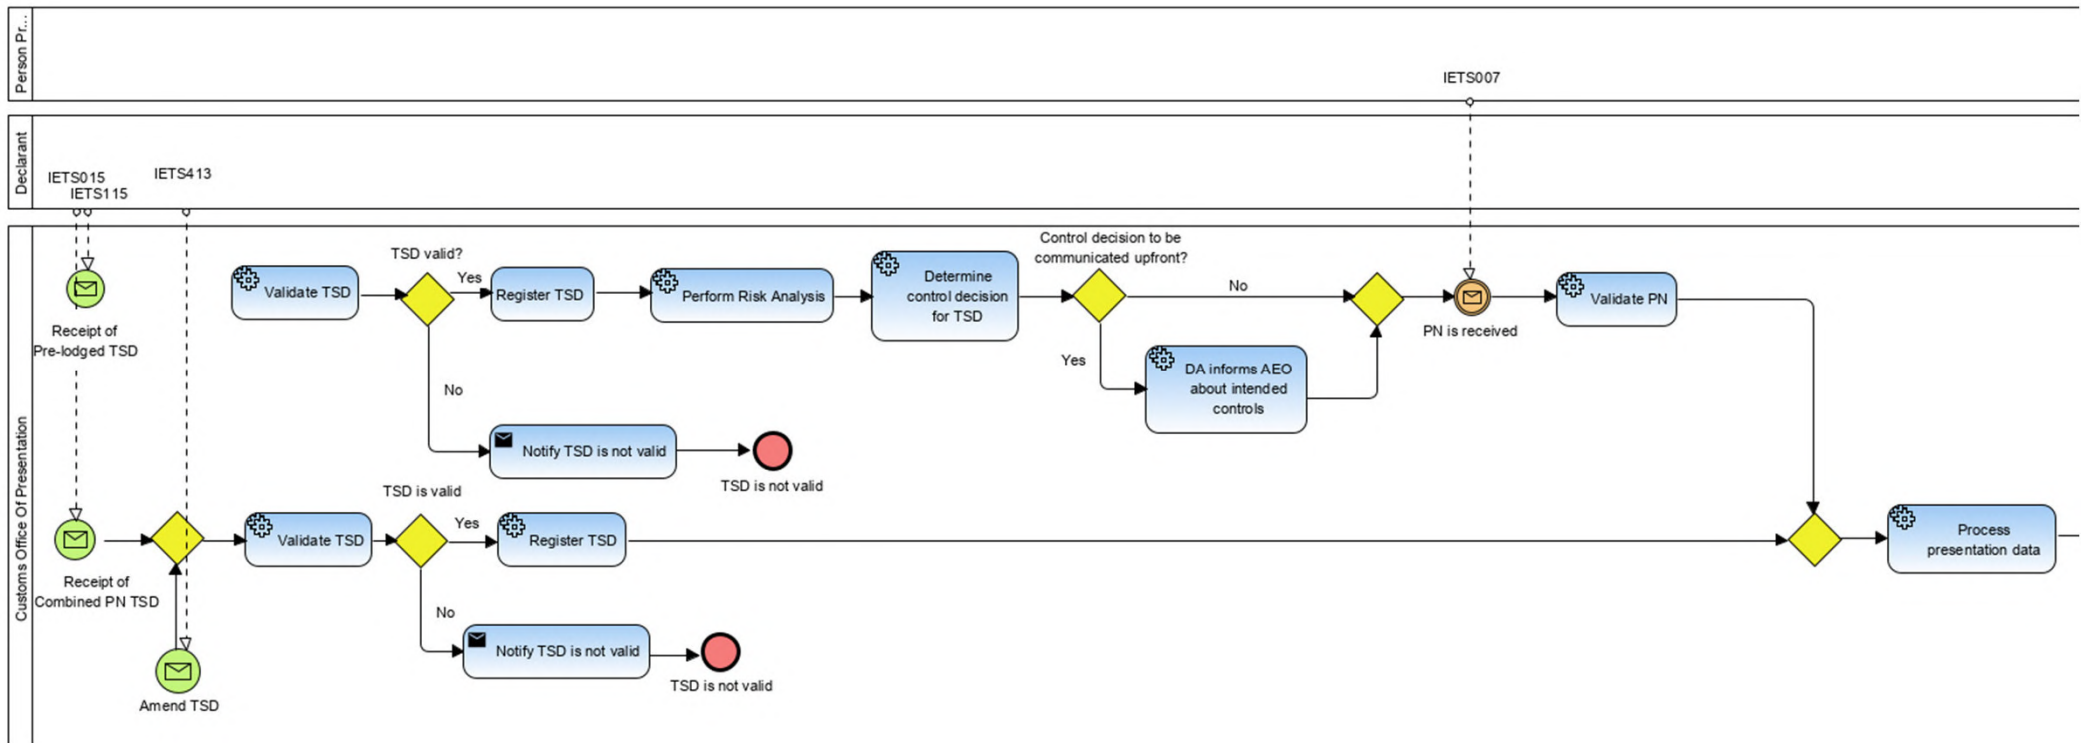 Person Pr...
IETS007
Declarant
IETS015
IETS115
IETS413
Customs Office Of Presentation
Receipt of
Pre-lodged TSD
Validate TSD
TSD valid?
Yes
No
Register TSD
Perform Risk Analysis
Determine
control decision
for TSD
Control decision to be
communicated upfront?
No
Yes
DA informs AEO
about intended
controls
PN is received
Validate PN
Notify TSD is not valid
TSD is not valid
Receipt of
Combined PN TSD
Amend TSD
Validate TSD
TSD is valid
Yes
No
Register TSD
Notify TSD is not valid
TSD is not valid
Process
presentation data